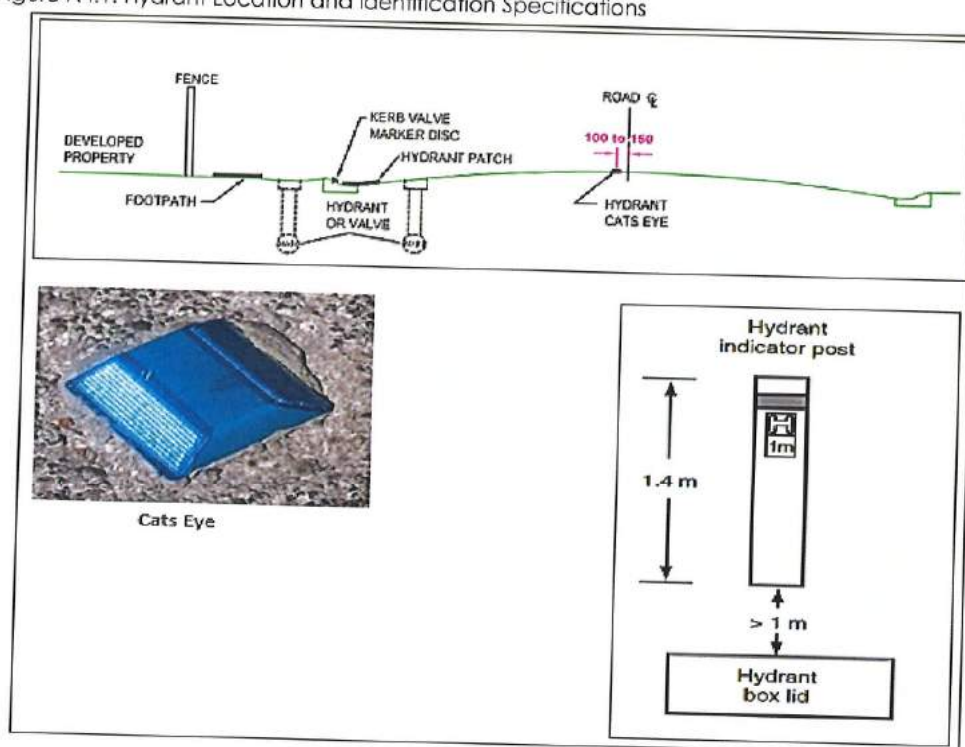 Hydrant Location and Identification Specifications
FENCE
ROAD ℄
KERB VALVE
MARKER DISC
DEVELOPED
PROPERTY
100 to 150
HYDRANT PATCH
FOOTPATH
HYDRANT
OR VALVE
HYDRANT
CATS EYE
Cats Eye
Hydrant
indicator post
H
1m
1.4 m
> 1 m
Hydrant
box lid